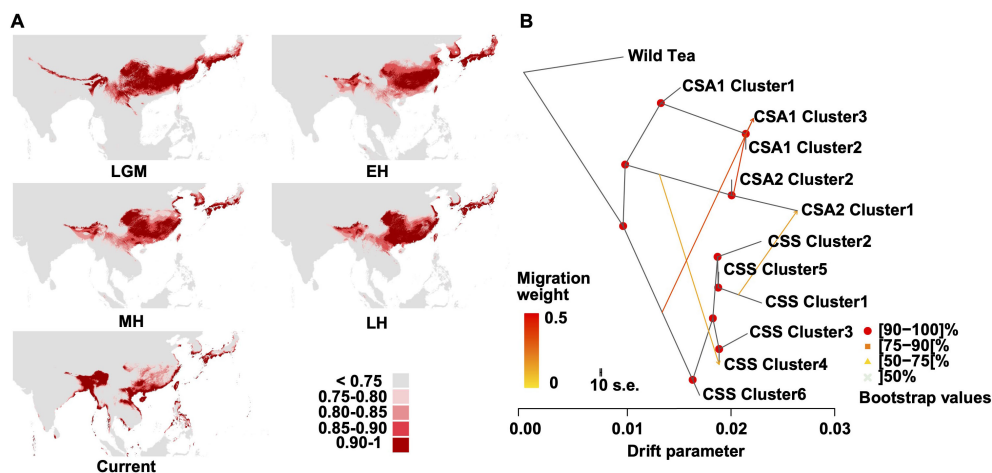 A
LGM
EH
MH
LH
Current
< 0.75
0.75-0.80
0.80-0.85
0.85-0.90
0.90-1
B
Wild Tea
CSA1 Cluster1
CSA1 Cluster3
CSA1 Cluster2
CSA2 Cluster2
CSA2 Cluster1
CSS Cluster2
CSS Cluster5
CSS Cluster1
CSS Cluster3
CSS Cluster4
CSS Cluster6
Migration
weight
0.5
0
10 s.e.
[90−100]%
[75−90[%
[50−75[%
]50%
Bootstrap values
0.00
0.01
0.02
0.03
Drift parameter